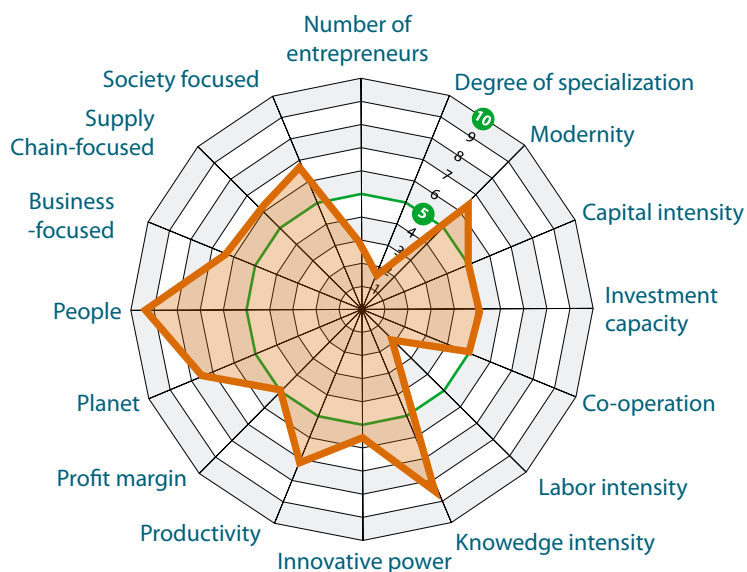 Number of
entrepreneurs
Society focused
Degree of specialization
Supply
Chain-focused
Modernity
Business
-focused
Capital intensity
People
Investment
capacity
Planet
Co-operation
Profit margin
Labor intensity
Productivity
Knowedge intensity
Innovative power
10
9
8
7
6
5
4
3
1